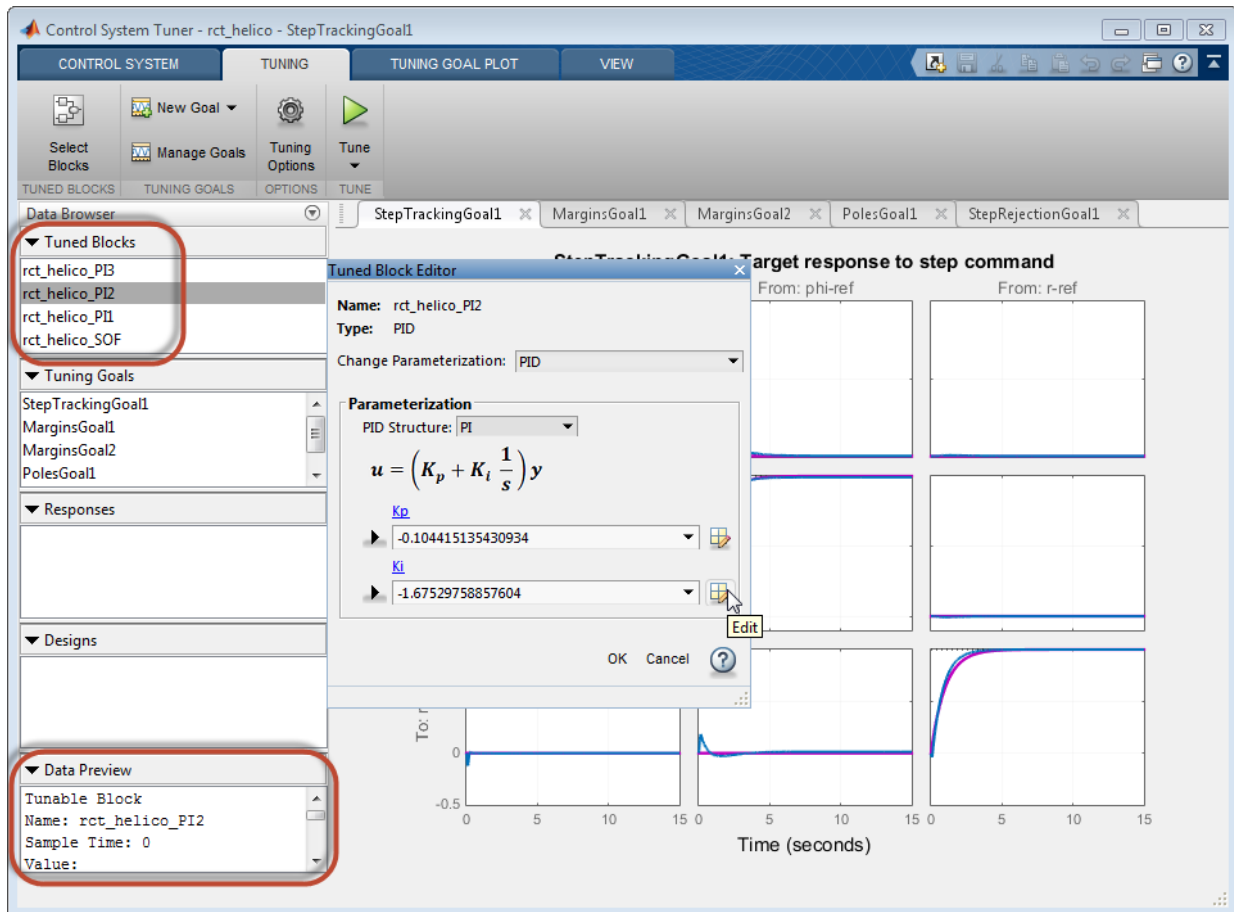 Control System Tuner - rct_helico - StepTrackingGoal1
CONTROL SYSTEM TUNING TUNING GOAL PLOT VIEW
New Goal
Manage Goals
Select Blocks
Tuning Options
Tune
TUNED BLOCKS TUNING GOALS OPTIONS TUNE
Data Browser
Tuned Blocks
rct_helico_PI3
rct_helico_PI2
rct_helico_PI1
rct_helico_SOF
Tuning Goals
StepTrackingGoal1
MarginsGoal1
MarginsGoal2
PolesGoal1
Responses
Designs
Data Preview
Tunable Block
Name: rct_helico_PI2
Sample Time: 0
Value:
StepTrackingGoal1 MarginsGoal1 MarginsGoal2 PolesGoal1 StepRejectionGoal1
StepTrackingGoal1: Target response to step command
From: phi-ref From: r-ref
Tuned Block Editor
Name: rct_helico_PI2
Type: PID
Change Parameterization: PID
Parameterization
PID Structure: PI
u = (K_p + K_i 1/s) y
Kp
-0.104415135430934
Ki
-1.67529758857604
Edit
OK Cancel
To: r
0
-0.5
0 5 10 15 0 5 10 15 0 5 10 15
Time (seconds)